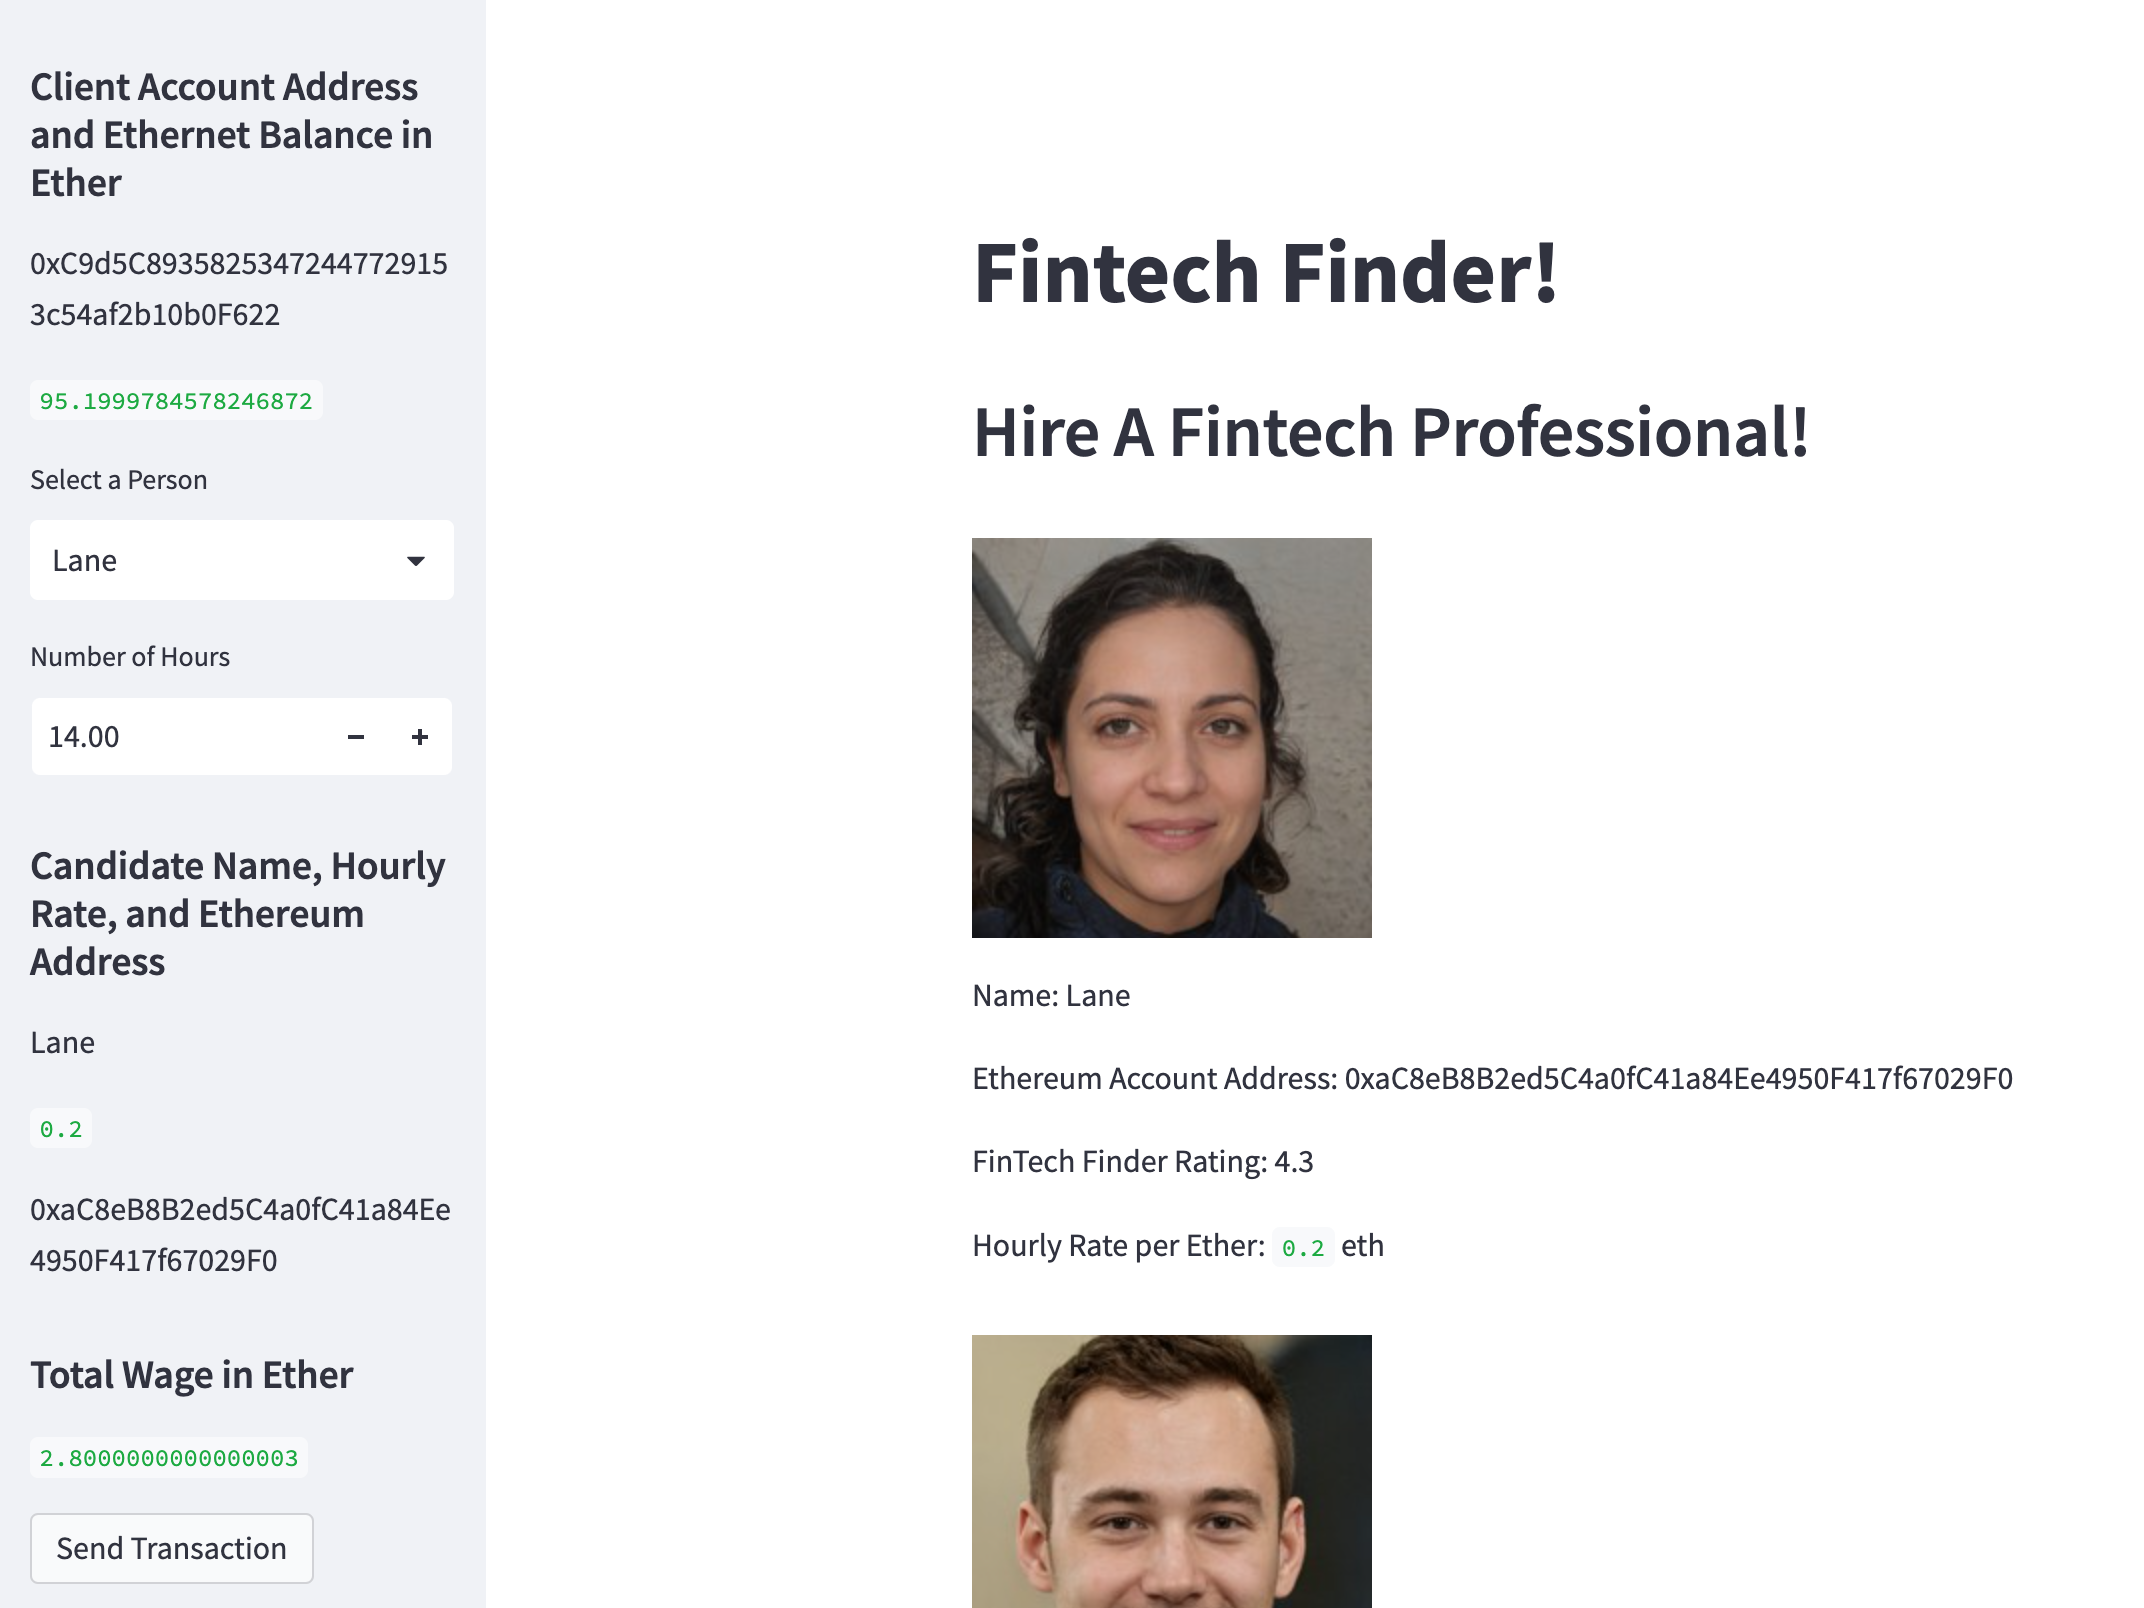 Client Account Address
and Ethernet Balance in
Ether
0xC9d5C8935825347244772915
3c54af2b10b0F622
95.1999784578246872
Select a Person
Lane
Number of Hours
14.00
Candidate Name, Hourly
Rate, and Ethereum
Address
Lane
0.2
0xaC8eB8B2ed5C4a0fC41a84Ee
4950F417f67029F0
Total Wage in Ether
2.8000000000000003
Send Transaction
Fintech Finder!
Hire A Fintech Professional!
Name: Lane
Ethereum Account Address: 0xaC8eB8B2ed5C4a0fC41a84Ee4950F417f67029F0
FinTech Finder Rating: 4.3
Hourly Rate per Ether: 0.2 eth